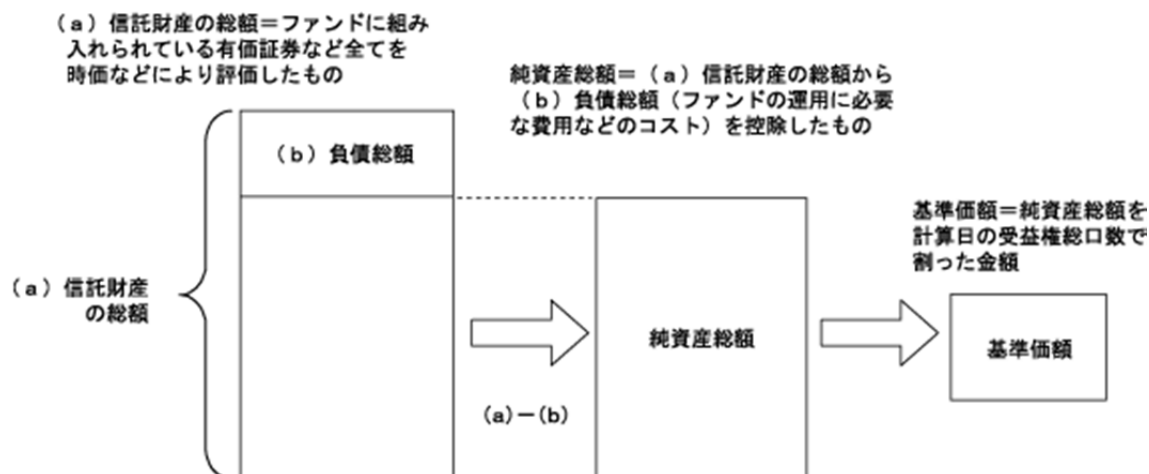 (a)信託財産の総額＝ファンドに組み
入れられている有価証券など全てを
時価などにより評価したもの
純資産総額＝(a)信託財産の総額から
(b)負債総額(ファンドの運用に必要
な費用などのコスト)を控除したもの
(b)負債総額
基準価額＝純資産総額を
計算日の受益権総口数で
割った金額
(a)信託財産
の総額
純資産総額
基準価額
(a)－(b)